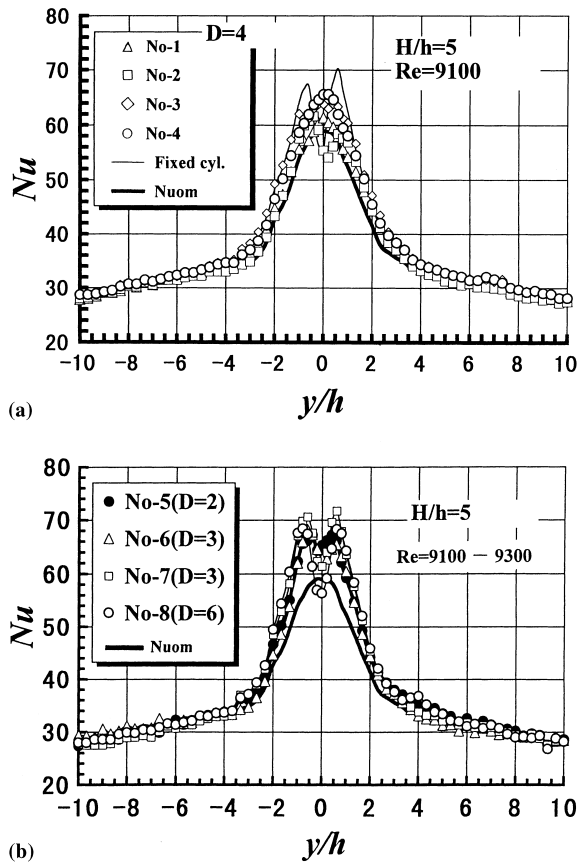 80
70
60
50
40
30
20
Nu
D=4
No-1
No-2
No-3
No-4
Fixed cyl.
Nuom
H/h=5
Re=9100
-10 -8 -6 -4 -2 0 2 4 6 8 10
y/h
(a)
80
70
60
50
40
30
20
Nu
No-5(D=2)
No-6(D=3)
No-7(D=3)
No-8(D=6)
Nuom
H/h=5
Re=9100 — 9300
-10 -8 -6 -4 -2 0 2 4 6 8 10
y/h
(b)